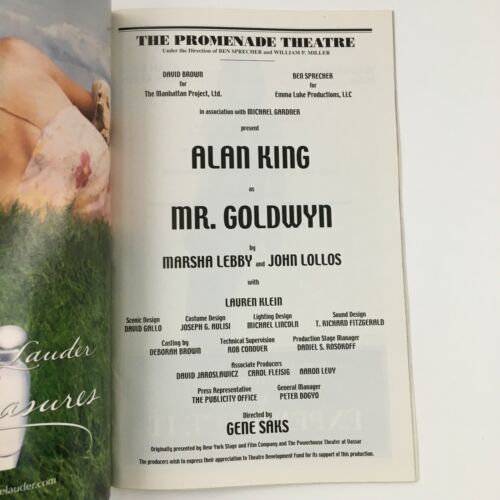 THE PROMENADE THEATRE
Under the Direction of BEN SPRECHER and WILLIAM P. MILLER
DAVID BROWN
for
The Manhattan Project, Ltd.
BEN SPRECHER
for
Emma Luke Productions, LLC
in association with MICHAEL GARDNER
present
ALAN KING
as
MR. GOLDWYN
by
MARSHA LEBBY and JOHN LOLLOS
with
LAUREN KLEIN
Scenic Design
DAVID GALLO
Costume Design
JOSEPH G. AULISI
Lighting Design
MICHAEL LINCOLN
Sound Design
T. RICHARD FITZGERALD
Casting by
DEBORAH BROWN
Technical Supervision
ROB CONOVER
Production Stage Manager
DANIEL S. ROSOKOFF
Associate Producers
DAVID JAROSLAWICZ CAROL FLEISIG AARON LEVY
Press Representative
THE PUBLICITY OFFICE
General Manager
PETER BOGYO
Directed by
GENE SAKS
Originally presented by New York Stage and Film Company and The Powerhouse Theater at Vassar
The producers wish to express their appreciation to Theatre Development Fund for its support of this production.
Lauder
asures
elauder.com